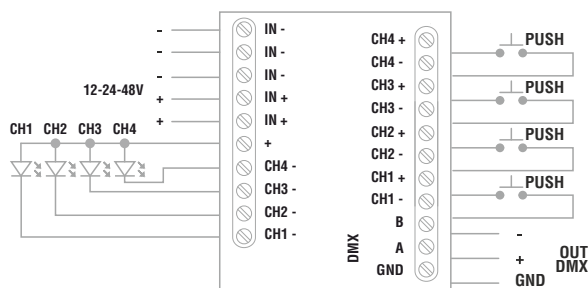 - IN -
- IN -
- IN -
12-24-48V
+ IN +
+ IN +
CH1 CH2 CH3 CH4
+
CH4 -
CH3 -
CH2 -
CH1 -
CH4 +
CH4 -
CH3 +
CH3 -
CH2 +
CH2 -
CH1 +
CH1 -
B
A
GND
DMX
PUSH
PUSH
PUSH
PUSH
-
+
GND
OUT
DMX